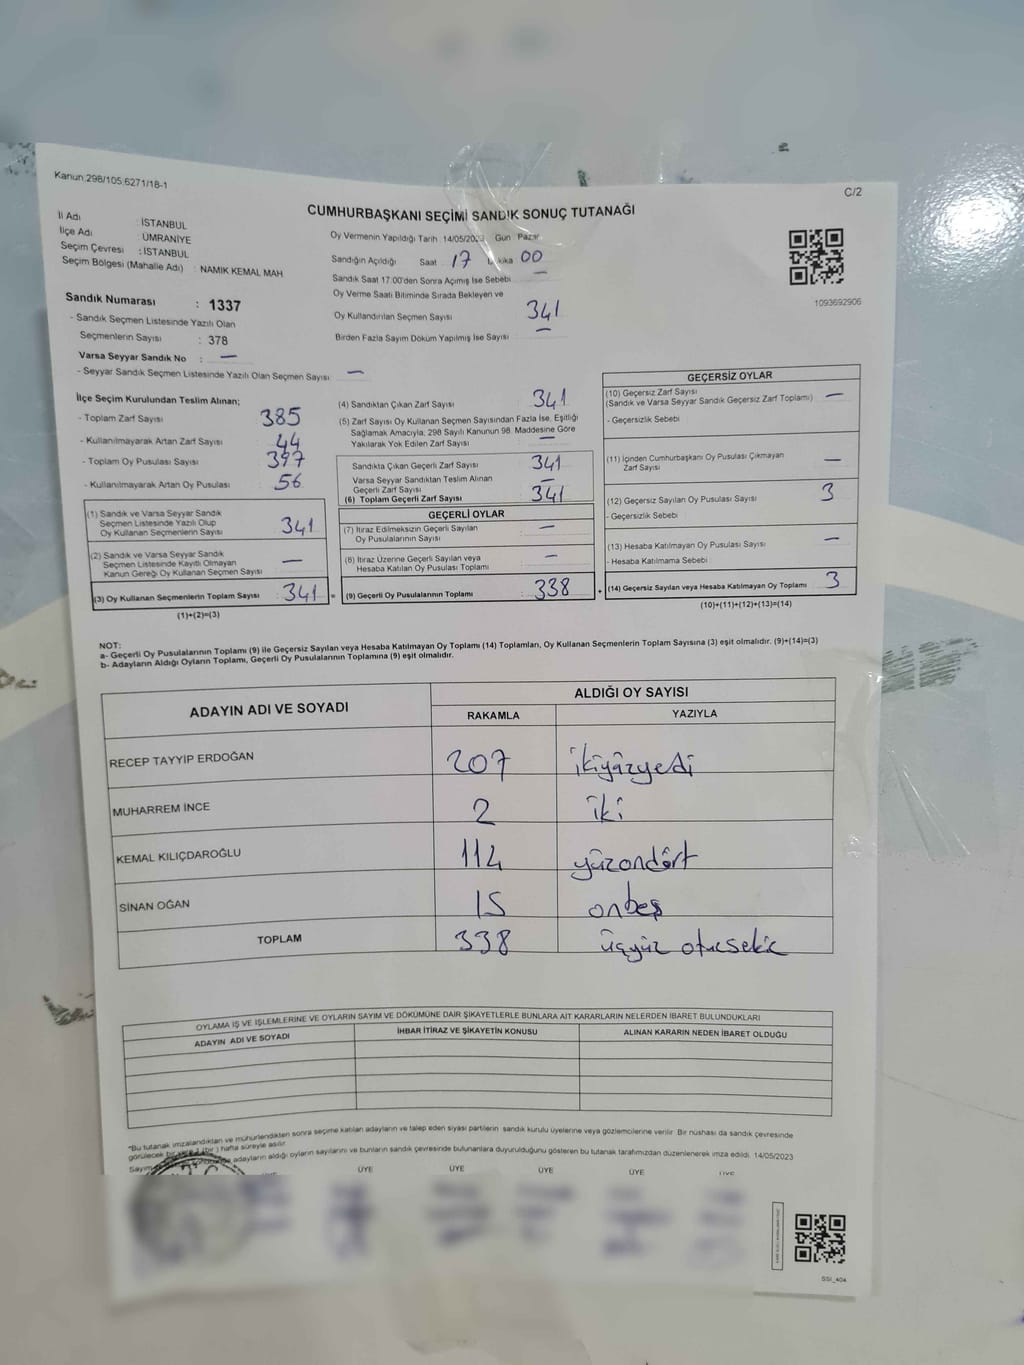 Kanun:298/105;6271/18-1
C/2
CUMHURBAŞKANI SEÇİMİ SANDIK SONUÇ TUTANAĞI
İl Adı : İSTANBUL
İlçe Adı : ÜMRANİYE
Seçim Çevresi : İSTANBUL
Seçim Bölgesi (Mahalle Adı) : NAMIK KEMAL MAH
Sandık Numarası : 1337
- Sandık Seçmen Listesinde Yazılı Olan
Seçmenlerin Sayısı : 378
Varsa Seyyar Sandık No : —
- Seyyar Sandık Seçmen Listesinde Yazılı Olan Seçmen Sayısı: —
Oy Vermenin Yapıldığı Tarih :14/05/2023 Gün : Pazar
Sandığın Açıldığı Saat : 17 Dakika 00
Sandık Saat 17:00'den Sonra Açımış İse Sebebi —
Oy Verme Saati Bitiminde Sırada Bekleyen ve
Oy Kullandırılan Seçmen Sayısı 341
Birden Fazla Sayım Döküm Yapılmış İse Sayısı : —
1093692906
İlçe Seçim Kurulundan Teslim Alınan;
- Toplam Zarf Sayısı : 385
- Kullanılmayarak Artan Zarf Sayısı : 44
- Toplam Oy Pusulası Sayısı : 397
- Kullanılmayarak Artan Oy Pusulası : 56
(1) Sandık ve Varsa Seyyar Sandık
Seçmen Listesinde Yazılı Olup
Oy Kullanan Seçmenlerin Sayısı : 341
(2) Sandık ve Varsa Seyyar Sandık
Seçmen Listesinde Kayıtlı Olmayan
Kanun Gereği Oy Kullanan Seçmen Sayısı : —
(3) Oy Kullanan Seçmenlerin Toplam Sayısı : 341 =
(1)+(2)=(3)
(4) Sandıktan Çıkan Zarf Sayısı : 341
(5) Zarf Sayısı Oy Kullanan Seçmen Sayısından Fazla İse, Eşitliği
Sağlamak Amacıyla; 298 Sayılı Kanunun 98. Maddesine Göre
Yakılarak Yok Edilen Zarf Sayısı : —
Sandıkta Çıkan Geçerli Zarf Sayısı : 341
Varsa Seyyar Sandıktan Teslim Alınan
Geçerli Zarf Sayısı : —
(6) Toplam Geçerli Zarf Sayısı : 341
GEÇERLİ OYLAR
(7) İtiraz Edilmeksizin Geçerli Sayılan
Oy Pusulalarının Sayısı : —
(8) İtiraz Üzerine Geçerli Sayılan veya
Hesaba Katılan Oy Pusulası Toplamı : —
(9) Geçerli Oy Pusulalarının Toplamı : 338 +
GEÇERSİZ OYLAR
(10) Geçersiz Zarf Sayısı
(Sandık ve Varsa Seyyar Sandık Geçersiz Zarf Toplamı) : —
- Geçersizlik Sebebi :
(11) İçinden Cumhurbaşkanı Oy Pusulası Çıkmayan
Zarf Sayısı : —
(12) Geçersiz Sayılan Oy Pusulası Sayısı : 3
- Geçersizlik Sebebi :
(13) Hesaba Katılmayan Oy Pusulası Sayısı : —
- Hesaba Katılmama Sebebi :
(14) Geçersiz Sayılan veya Hesaba Katılmayan Oy Toplamı : 3
(10)+(11)+(12)+(13)=(14)
NOT:
a- Geçerli Oy Pusulalarının Toplamı (9) ile Geçersiz Sayılan veya Hesaba Katılmayan Oy Toplamı (14) Toplamları, Oy Kullanan Seçmenlerin Toplam Sayısına (3) eşit olmalıdır. (9)+(14)=(3)
b- Adayların Aldığı Oyların Toplamı, Geçerli Oy Pusulalarının Toplamına (9) eşit olmalıdır.
ADAYIN ADI VE SOYADI ALDIĞI OY SAYISI
RAKAMLA YAZIYLA
RECEP TAYYİP ERDOĞAN 207 ikiyüzyedi
MUHARREM İNCE 2 iki
KEMAL KILIÇDAROĞLU 114 yüzondört
SİNAN OĞAN 15 onbeş
TOPLAM 338 üçyüz otuzsekiz
OYLAMA İŞ VE İŞLEMLERİNE VE OYLARIN SAYIM VE DÖKÜMÜNE DAİR ŞİKAYETLERLE BUNLARA AİT KARARLARIN NELERDEN İBARET BULUNDUKLARI
ADAYIN ADI VE SOYADI İHBAR İTİRAZ VE ŞİKAYETİN KONUSU ALINAN KARARIN NEDEN İBARET OLDUĞU
*Bu tutanak imzalandıktan ve mühürlendikten sonra seçime katılan adayların ve talep eden siyasi partilerin sandık kurulu üyelerine veya gözlemcilerine verilir. Bir nüshası da sandık çevresinde
görülecek bir yere 1 (bir) hafta süreyle asılır.
adayların aldığı oyların sayılarını ve bunların sandık çevresinde bulunanlara duyurulduğunu gösteren bu tutanak tarafımızdan düzenlenerek imza edildi. 14/05/2023
ÜYE ÜYE ÜYE ÜYE ÜYE
SSI_404